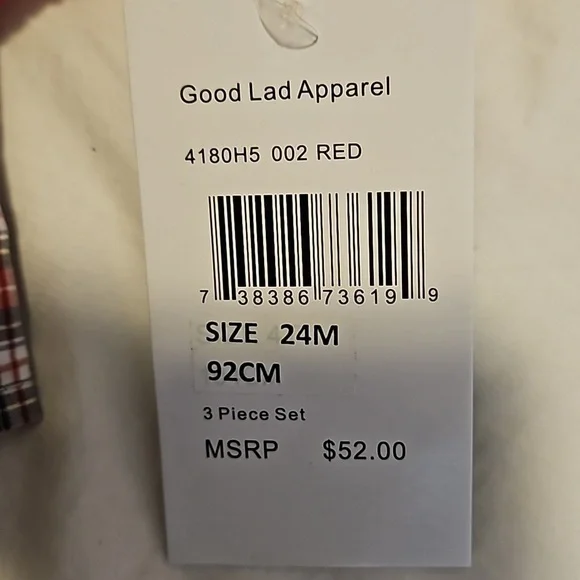 Good Lad Apparel
4180H5 002 RED
7 38386 73619 9
SIZE 24M
92CM
3 Piece Set
MSRP $52.00